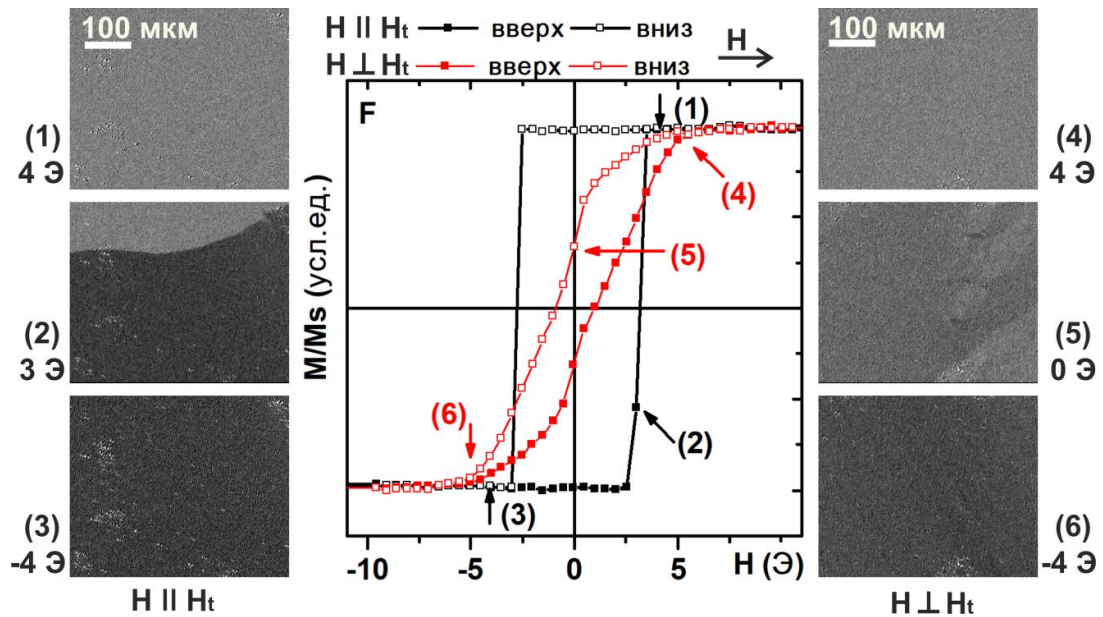 100 мкм
(1)
4 Э
(2)
3 Э
(3)
-4 Э
H || Ht
H || Ht вверх вниз
H ⊥ Ht вверх вниз
H
F
M/Ms (усл.ед.)
(1)
(4)
(5)
(6)
(2)
(3)
-10 -5 0 5 H (Э)
100 мкм
(4)
4 Э
(5)
0 Э
(6)
-4 Э
H ⊥ Ht